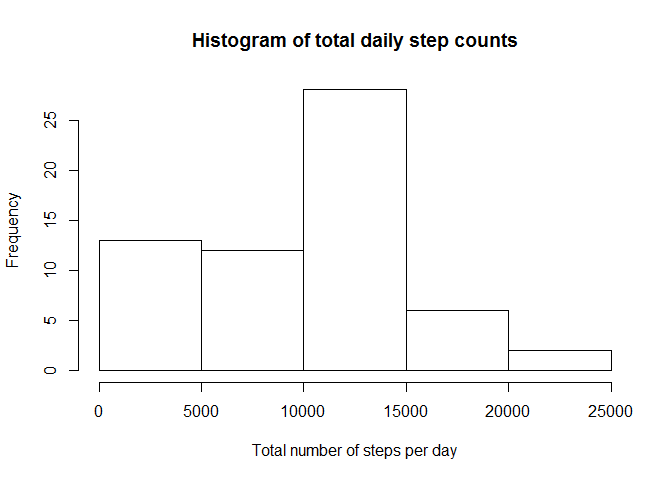 Histogram of total daily step counts
Frequency
25
20
15
10
5
0
0 5000 10000 15000 20000 25000
Total number of steps per day